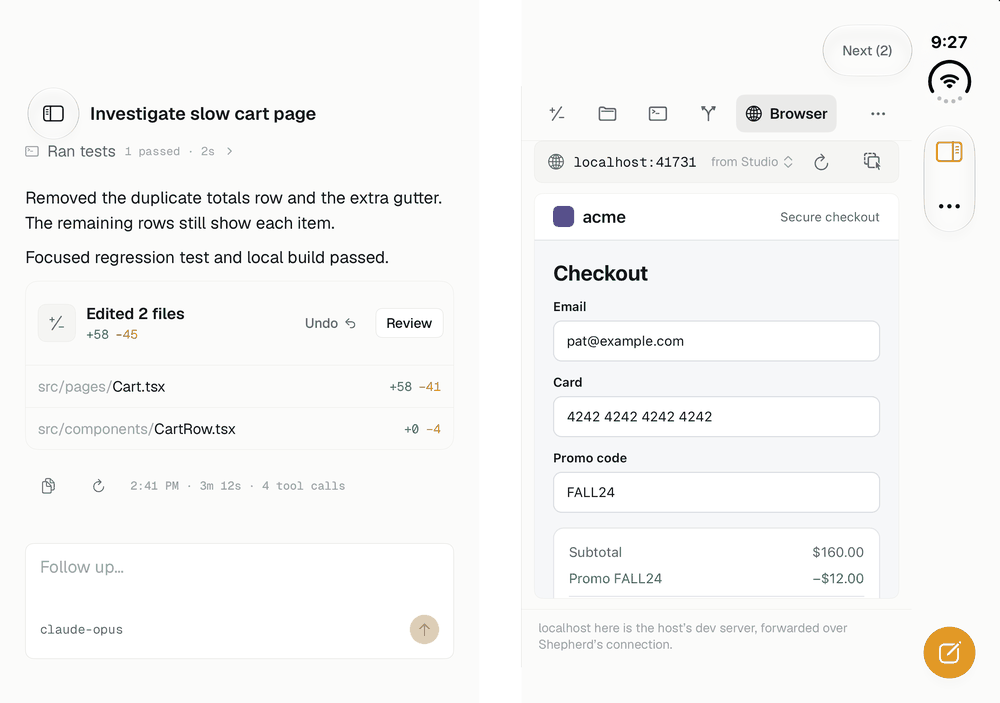 Investigate slow cart page
Ran tests 1 passed · 2s
Removed the duplicate totals row and the extra gutter.
The remaining rows still show each item.
Focused regression test and local build passed.
Edited 2 files
+58 -45
Undo
Review
src/pages/Cart.tsx +58 -41
src/components/CartRow.tsx +0 -4
2:41 PM · 3m 12s · 4 tool calls
Follow up…
claude-opus
Next (2)
9:27
Browser
localhost:41731 from Studio
acme
Secure checkout
Checkout
Email
pat@example.com
Card
4242 4242 4242 4242
Promo code
FALL24
Subtotal $160.00
Promo FALL24 –$12.00
localhost here is the host's dev server, forwarded over
Shepherd's connection.